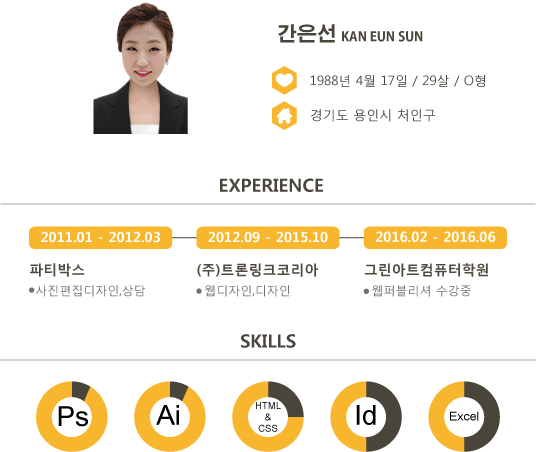 간은선 KAN EUN SUN
1988년 4월 17일 / 29살 / O형
경기도 용인시 처인구
EXPERIENCE
2011.01 - 2012.03
2012.09 - 2015.10
2016.02 - 2016.06
파티박스
(주)트론링크코리아
그린아트컴퓨터학원
●사진편집디자인,상담
●웹디자인,디자인
●웹퍼블리셔 수강중
SKILLS
Ps
Ai
HTML
&
CSS
Id
Excel